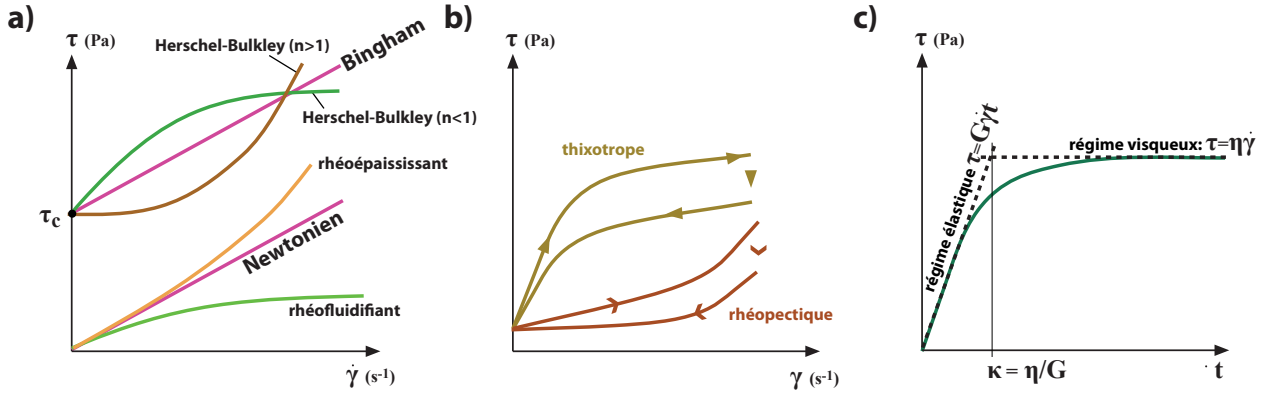 a)
τ (Pa)
Herschel-Bulkley (n>1)
Bingham
Herschel-Bulkley (n<1)
rhéoépaississant
τc
Newtonien
rhéofluidifiant
γ̇ (s-1)
b)
τ (Pa)
thixotrope
rhéopectique
γ (s-1)
c)
τ (Pa)
régime élastique τ=Gγ̇t
régime visqueux: τ=ηγ̇
κ = η/G
t